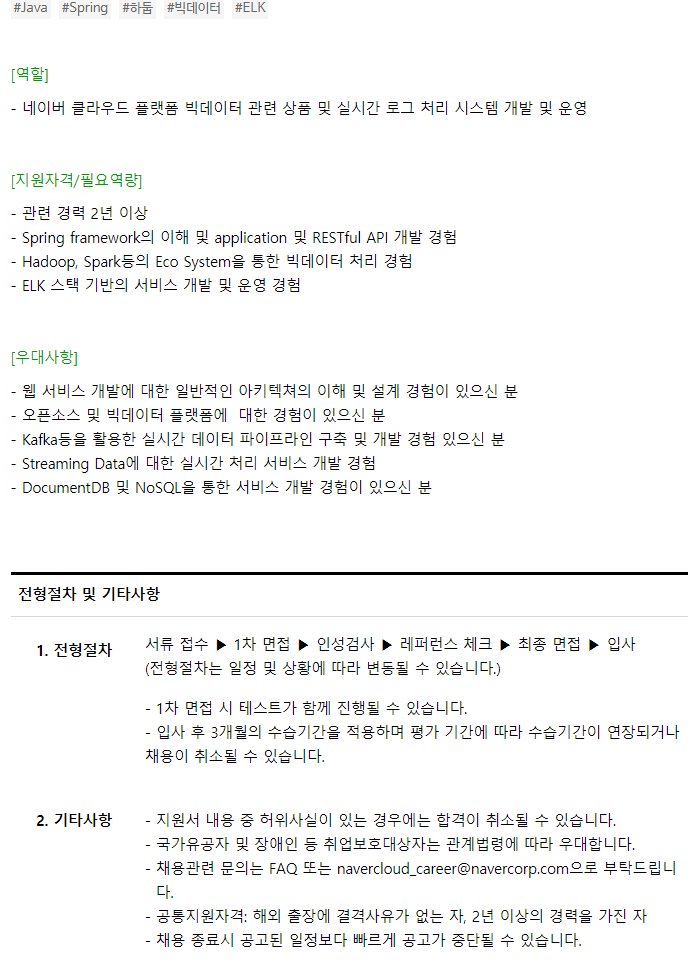 #Java #Spring #하둡 #빅데이터 #ELK
[역할]
- 네이버 클라우드 플랫폼 빅데이터 관련 상품 및 실시간 로그 처리 시스템 개발 및 운영
[지원자격/필요역량]
- 관련 경력 2년 이상
- Spring framework의 이해 및 application 및 RESTful API 개발 경험
- Hadoop, Spark등의 Eco System을 통한 빅데이터 처리 경험
- ELK 스택 기반의 서비스 개발 및 운영 경험
[우대사항]
- 웹 서비스 개발에 대한 일반적인 아키텍쳐의 이해 및 설계 경험이 있으신 분
- 오픈소스 및 빅데이터 플랫폼에 대한 경험이 있으신 분
- Kafka등을 활용한 실시간 데이터 파이프라인 구축 및 개발 경험 있으신 분
- Streaming Data에 대한 실시간 처리 서비스 개발 경험
- DocumentDB 및 NoSQL을 통한 서비스 개발 경험이 있으신 분
전형절차 및 기타사항
1. 전형절차
서류 접수 ▶ 1차 면접 ▶ 인성검사 ▶ 레퍼런스 체크 ▶ 최종 면접 ▶ 입사
(전형절차는 일정 및 상황에 따라 변동될 수 있습니다.)
- 1차 면접 시 테스트가 함께 진행될 수 있습니다.
- 입사 후 3개월의 수습기간을 적용하며 평가 기간에 따라 수습기간이 연장되거나
채용이 취소될 수 있습니다.
2. 기타사항
- 지원서 내용 중 허위사실이 있는 경우에는 합격이 취소될 수 있습니다.
- 국가유공자 및 장애인 등 취업보호대상자는 관계법령에 따라 우대합니다.
- 채용관련 문의는 FAQ 또는 navercloud_career@navercorp.com으로 부탁드립니
다.
- 공통지원자격: 해외 출장에 결격사유가 없는 자, 2년 이상의 경력을 가진 자
- 채용 종료시 공고된 일정보다 빠르게 공고가 중단될 수 있습니다.